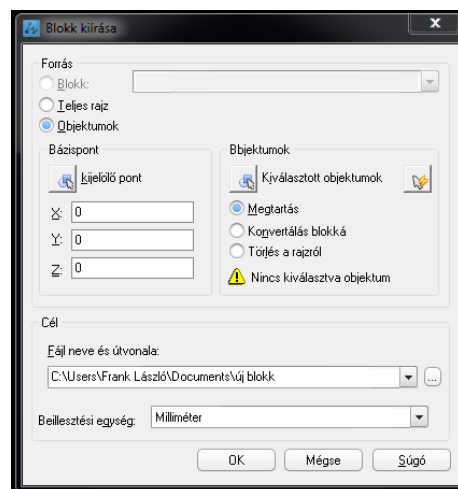 Blokk kiírása
Forrás
Blokk:
Teljes rajz
Objektumok
Bázispont
kijelölő pont
X: 0
Y: 0
Z: 0
Bbjektumok
Kiválasztott objektumok
Megtartás
Konvertálás blokká
Törlés a rajzról
Nincs kiválasztva objektum
Cél
Fájl neve és útvonala:
C:\Users\Frank László\Documents\új blokk
...
Beillesztési egység: Milliméter
OK Mégse Súgó